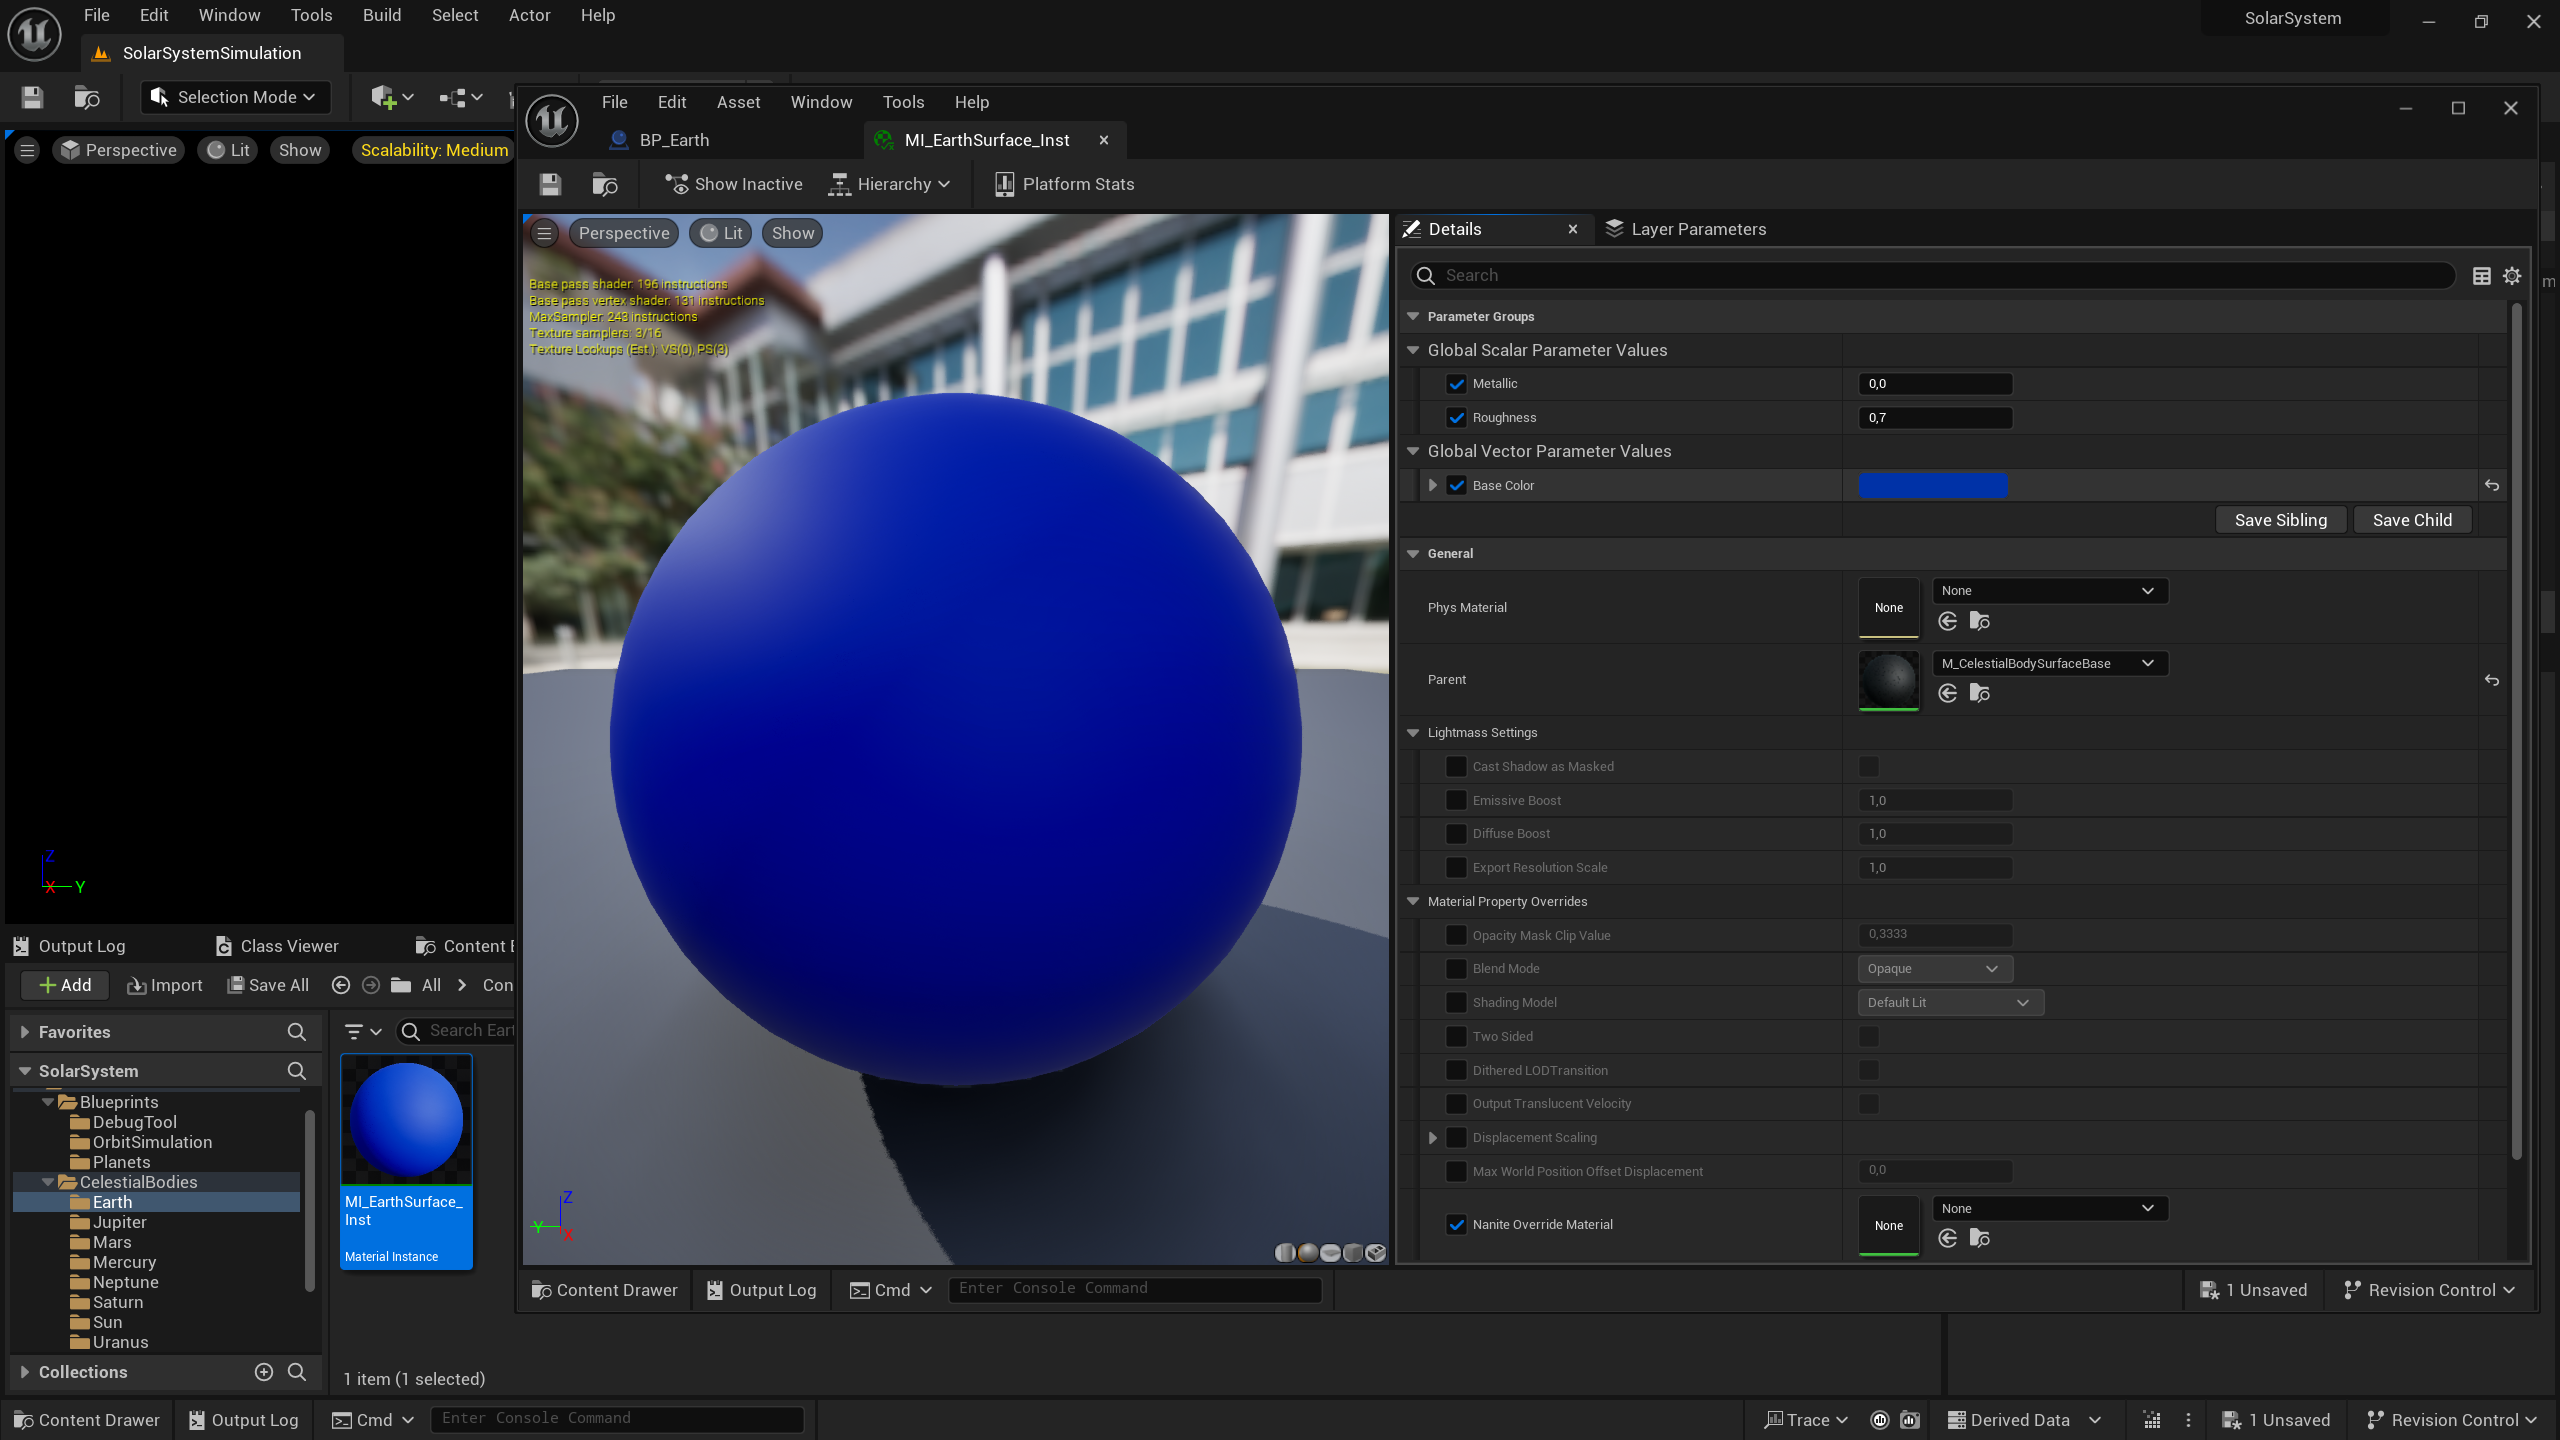 File Edit Window Tools Build Select Actor Help
SolarSystem
SolarSystemSimulation
Selection Mode
Perspective Lit Show Scalability: Medium
File Edit Asset Window Tools Help
BP_Earth
MI_EarthSurface_Inst
Show Inactive Hierarchy Platform Stats
Perspective Lit Show
Base pass shader: 196 instructions
Base pass vertex shader: 131 instructions
MaxSampler: 243 instructions
Texture samplers: 3/16
Texture Lookups (Est.): VS(0), PS(3)
Z
Y
X
Details
Layer Parameters
Search
Parameter Groups
Global Scalar Parameter Values
Metallic 0,0
Roughness 0,7
Global Vector Parameter Values
Base Color
Save Sibling Save Child
General
Phys Material None None
Parent M_CelestialBodySurfaceBase
Lightmass Settings
Cast Shadow as Masked
Emissive Boost 1,0
Diffuse Boost 1,0
Export Resolution Scale 1,0
Material Property Overrides
Opacity Mask Clip Value 0,3333
Blend Mode Opaque
Shading Model Default Lit
Two Sided
Dithered LODTransition
Output Translucent Velocity
Displacement Scaling
Max World Position Offset Displacement 0,0
Nanite Override Material None None
Content Drawer Output Log Cmd Enter Console Command
1 Unsaved Revision Control
Z
X Y
Output Log Class Viewer Content
Add Import Save All All Con
Favorites
Search Ear
SolarSystem
Blueprints
DebugTool
OrbitSimulation
Planets
CelestialBodies
Earth
Jupiter
Mars
Mercury
Neptune
Saturn
Sun
Uranus
Collections
MI_EarthSurface_
Inst
Material Instance
1 item (1 selected)
Content Drawer Output Log Cmd Enter Console Command
Trace Derived Data 1 Unsaved Revision Control